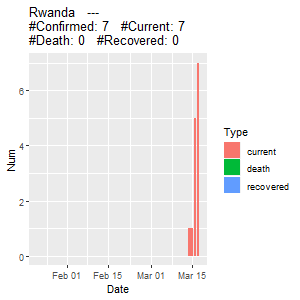 Rwanda   ---
#Confirmed: 7   #Current: 7
#Death: 0   #Recovered: 0
6
4
2
0
Num
Feb 01   Feb 15   Mar 01   Mar 15
Date
Type
current
death
recovered